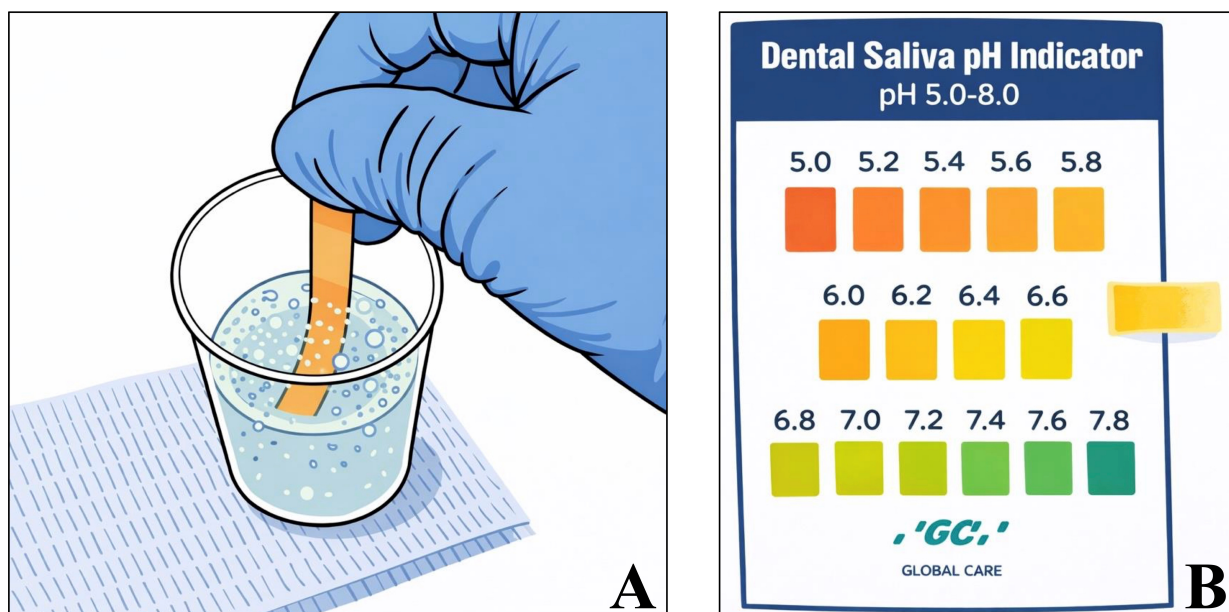 A
Dental Saliva pH Indicator
pH 5.0-8.0
5.0 5.2 5.4 5.6 5.8
6.0 6.2 6.4 6.6
6.8 7.0 7.2 7.4 7.6 7.8
,'GC,'
GLOBAL CARE
B